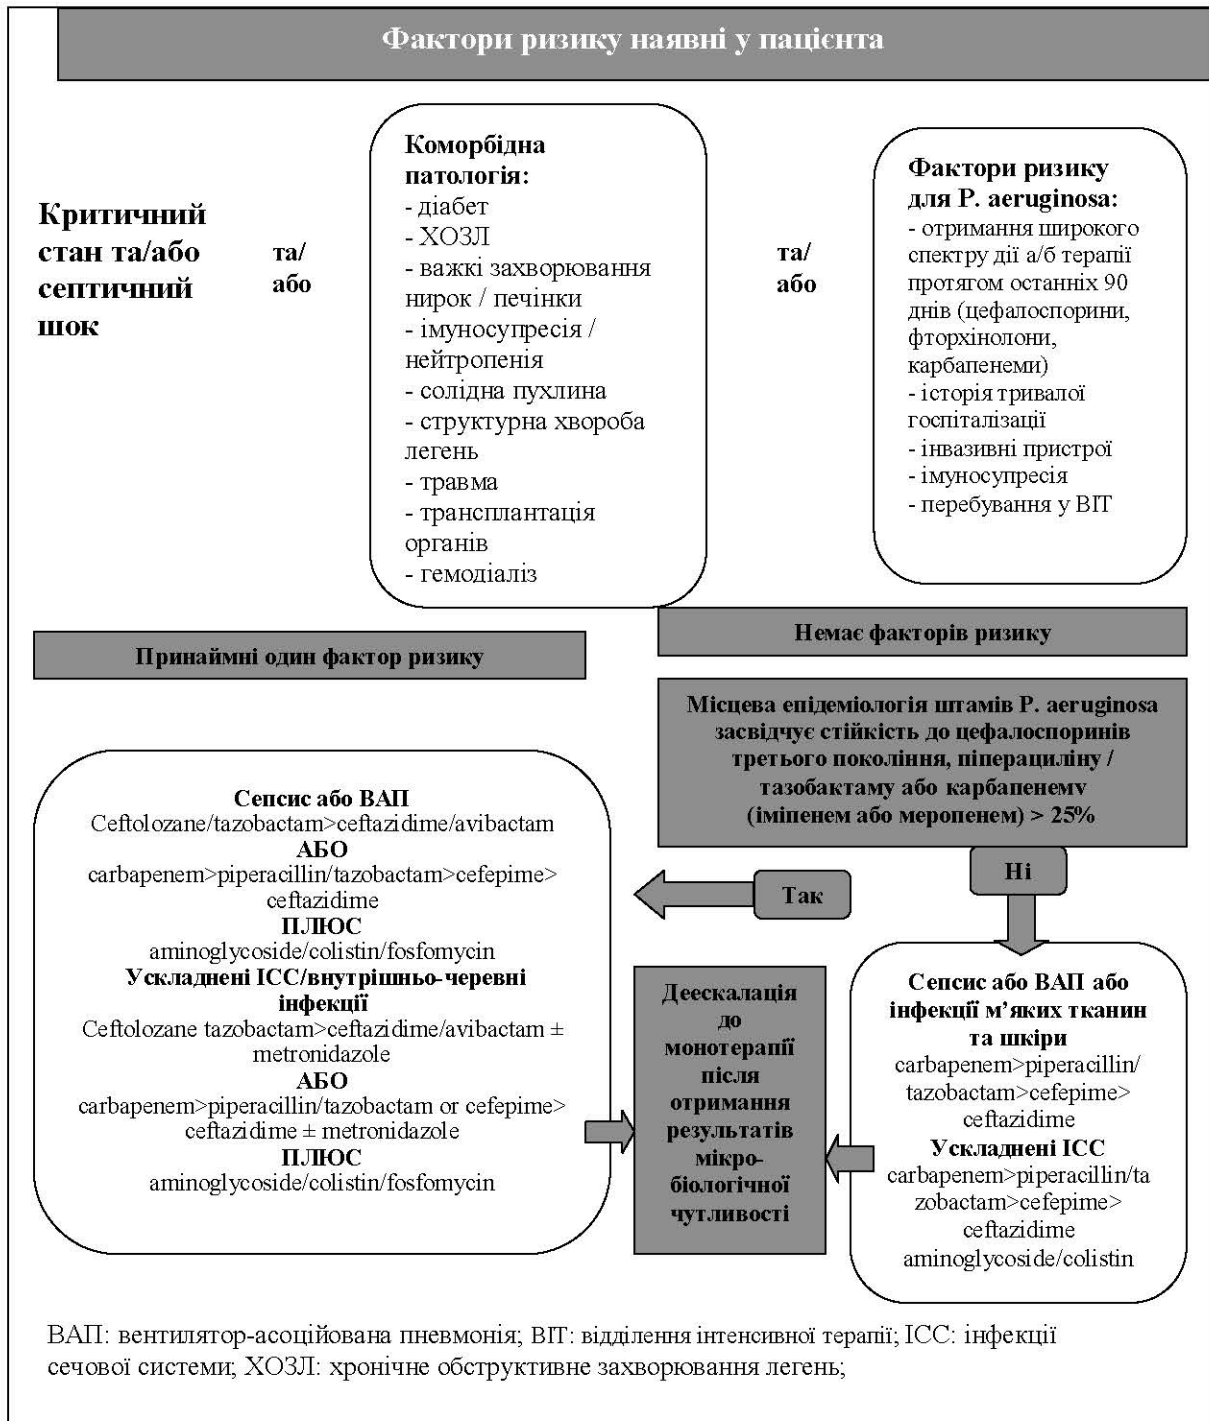 Фактори ризику наявні у пацієнта
Критичний
стан та/або
септичний
шок
та/
або
Коморбідна
патологія:
- діабет
- ХОЗЛ
- важкі захворювання
нирок / печінки
- імуносупресія /
нейтропенія
- солідна пухлина
- структурна хвороба
легень
- травма
- трансплантація
органів
- гемодіаліз
та/
або
Фактори ризику
для P. aeruginosa:
- отримання широкого
спектру дії а/б терапії
протягом останніх 90
днів (цефалоспорини,
фторхінолони,
карбапенеми)
- історія тривалої
госпіталізації
- інвазивні пристрої
- імуносупресія
- перебування у ВІТ
Принаймні один фактор ризику
Немає факторів ризику
Місцева епідеміологія штамів P. aeruginosa
засвідчує стійкість до цефалоспоринів
третього покоління, піперациліну /
тазобактаму або карбапенему
(іміпенем або меропенем) > 25%
Ні
Так
Сепсис або ВАП
Ceftolozane/tazobactam>ceftazidime/avibactam
АБО
carbapenem>piperacillin/tazobactam>cefepime>
ceftazidime
ПЛЮС
aminoglycoside/colistin/fosfomycin
Ускладнені ІСС/внутрішньо-черевні
інфекції
Ceftolozane tazobactam>ceftazidime/avibactam ±
metronidazole
АБО
carbapenem>piperacillin/tazobactam or cefepime>
ceftazidime ± metronidazole
ПЛЮС
aminoglycoside/colistin/fosfomycin
Деескалація
до
монотерапії
після
отримання
результатів
мікро-
біологічної
чутливості
Сепсис або ВАП або
інфекції м’яких тканин
та шкіри
carbapenem>piperacillin/
tazobactam>cefepime>
ceftazidime
Ускладнені ІСС
carbapenem>piperacillin/ta
zobactam>cefepime>
ceftazidime
aminoglycoside/colistin
ВАП: вентилятор-асоційована пневмонія; ВІТ: відділення інтенсивної терапії; ІСС: інфекції
сечової системи; ХОЗЛ: хронічне обструктивне захворювання легень;